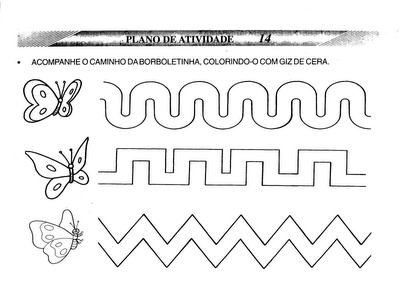 PLANO DE ATIVIDADE 14
• ACOMPANHE O CAMINHO DA BORBOLETINHA, COLORINDO-O COM GIZ DE CERA.